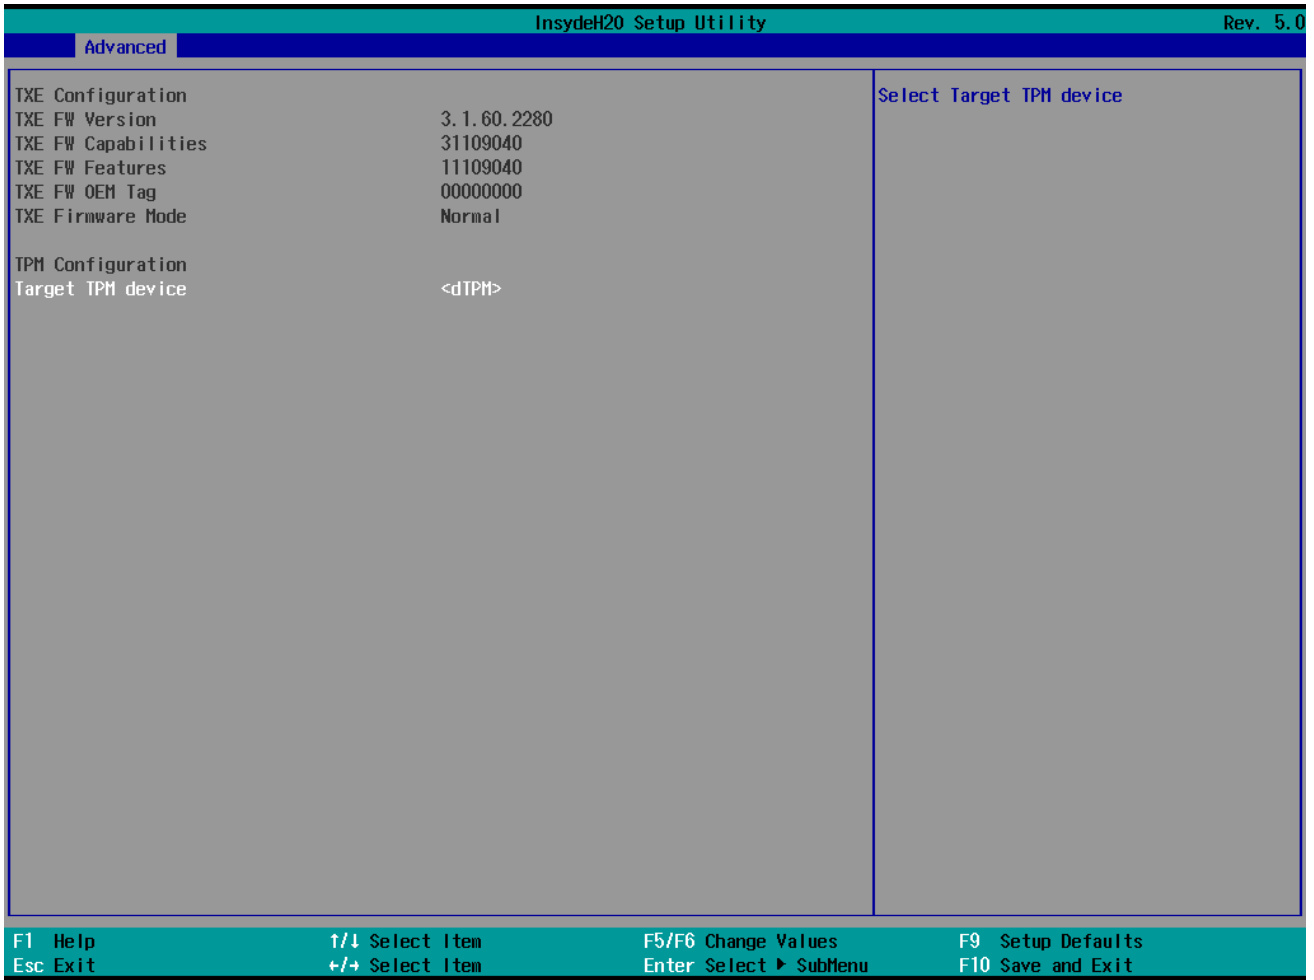 InsydeH20 Setup Utility Rev. 5.0
Advanced
TXE Configuration
TXE FW Version 3.1.60.2280
TXE FW Capabilities 31109040
TXE FW Features 11109040
TXE FW OEM Tag 00000000
TXE Firmware Mode Normal
TPM Configuration
Target TPM device <dTPM>
Select Target TPM device
F1 Help ↑/↓ Select Item F5/F6 Change Values F9 Setup Defaults
Esc Exit ←/→ Select Item Enter Select ▶ SubMenu F10 Save and Exit